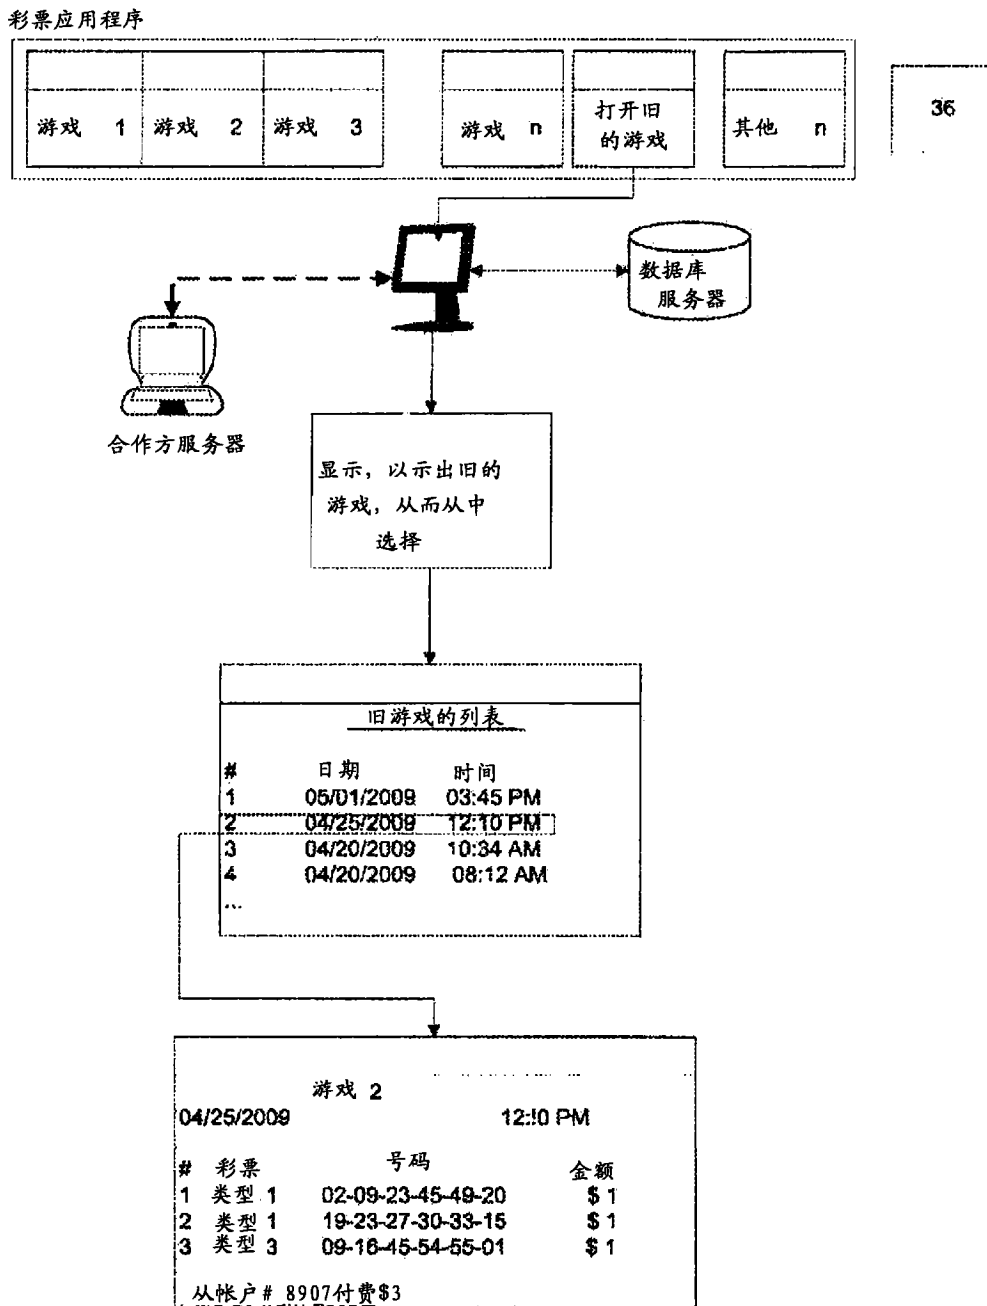 彩票应用程序
游戏 1 游戏 2 游戏 3 游戏 n 打开旧的游戏 其他 n
36
数据库
服务器
合作方服务器
显示，以示出旧的
游戏，从而从中
选择
旧游戏的列表
# 日期 时间
1 05/01/2009 03:45 PM
2 04/25/2009 12:10 PM
3 04/20/2009 10:34 AM
4 04/20/2009 08:12 AM
...
游戏 2
04/25/2009 12:10 PM
# 彩票 号码 金额
1 类型 1 02-09-23-45-49-20 $ 1
2 类型 1 19-23-27-30-33-15 $ 1
3 类型 3 09-16-45-54-55-01 $ 1
从帐户# 8907付费$3